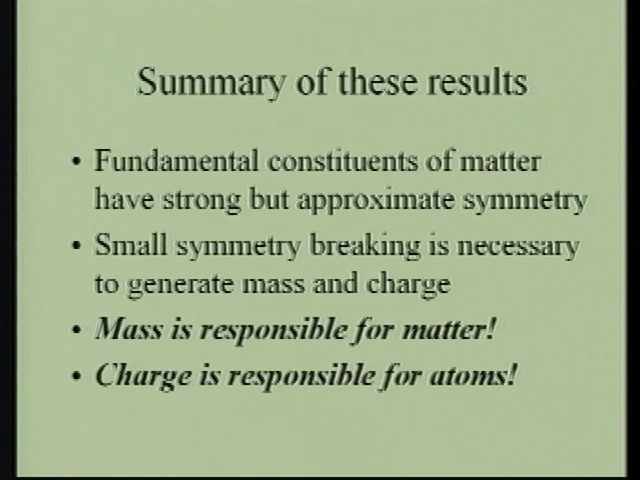 Summary of these results
• Fundamental constituents of matter
have strong but approximate symmetry
• Small symmetry breaking is necessary
to generate mass and charge
• Mass is responsible for matter!
• Charge is responsible for atoms!